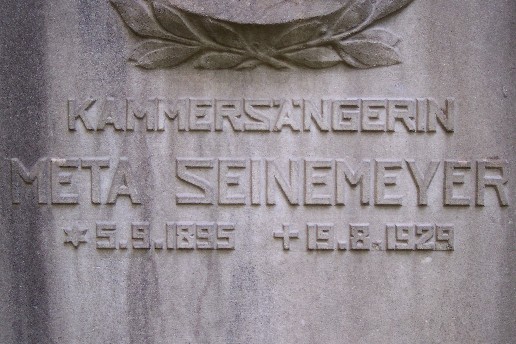 KAMMERSÄNGERIN
META SEINEMEYER
* 5.9.1895 + 19.8.1929